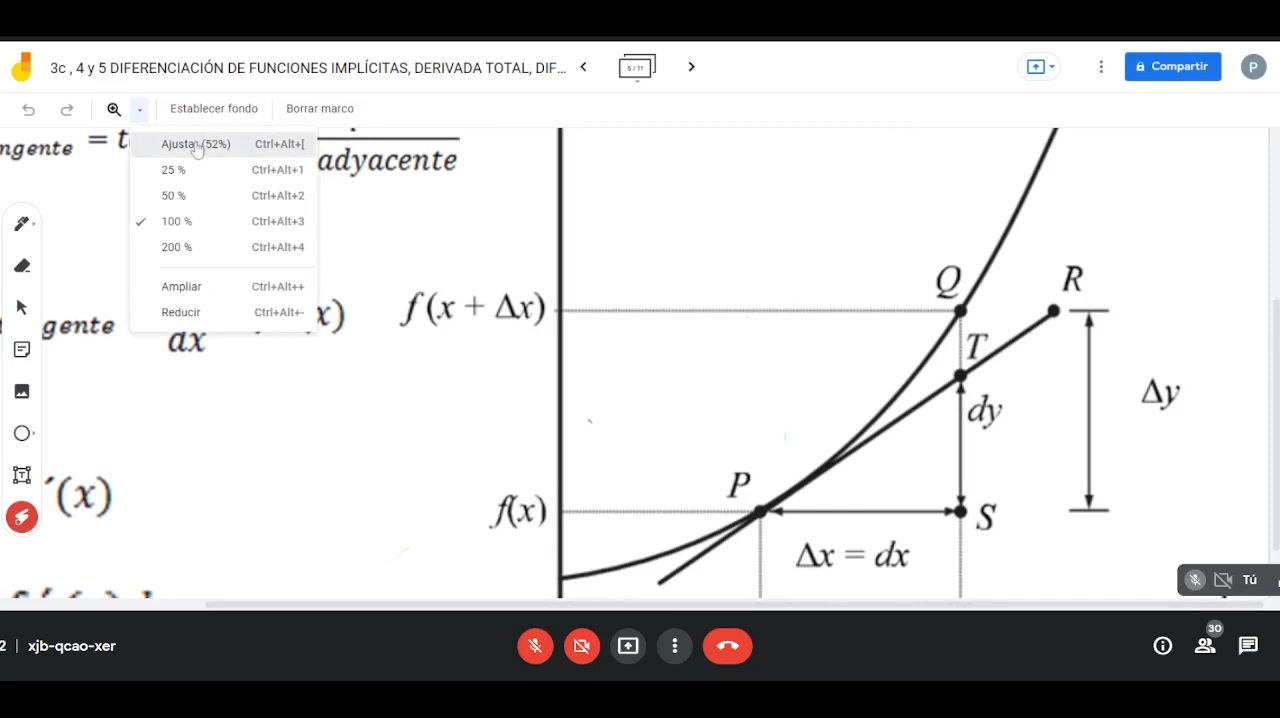 3c , 4 y 5 DIFERENCIACIÓN DE FUNCIONES IMPLÍCITAS, DERIVADA TOTAL, DIF...
5 / 11
Compartir
P
Establecer fondo
Borrar marco
Ajustar (52%) Ctrl+Alt+[
25 % Ctrl+Alt+1
50 % Ctrl+Alt+2
100 % Ctrl+Alt+3
200 % Ctrl+Alt+4
Ampliar Ctrl+Alt++
Reducir Ctrl+Alt+-
ngente = t
adyacente
gente
dx
x)
´(x)
f(x + Δx)
Q
R
T
dy
Δy
P
f(x)
S
Δx = dx
Tú
2 | xjb-qcao-xer
30